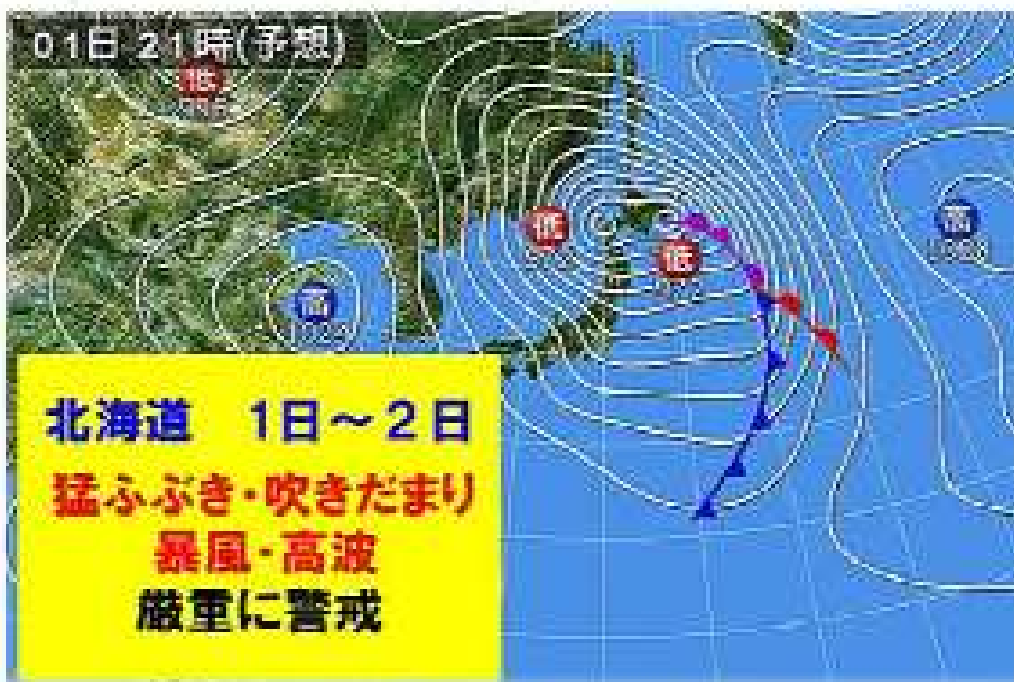 01日 21時(予想)
低
低
低
高
高
北海道　1日～2日
猛ふぶき・吹きだまり
暴風・高波
厳重に警戒